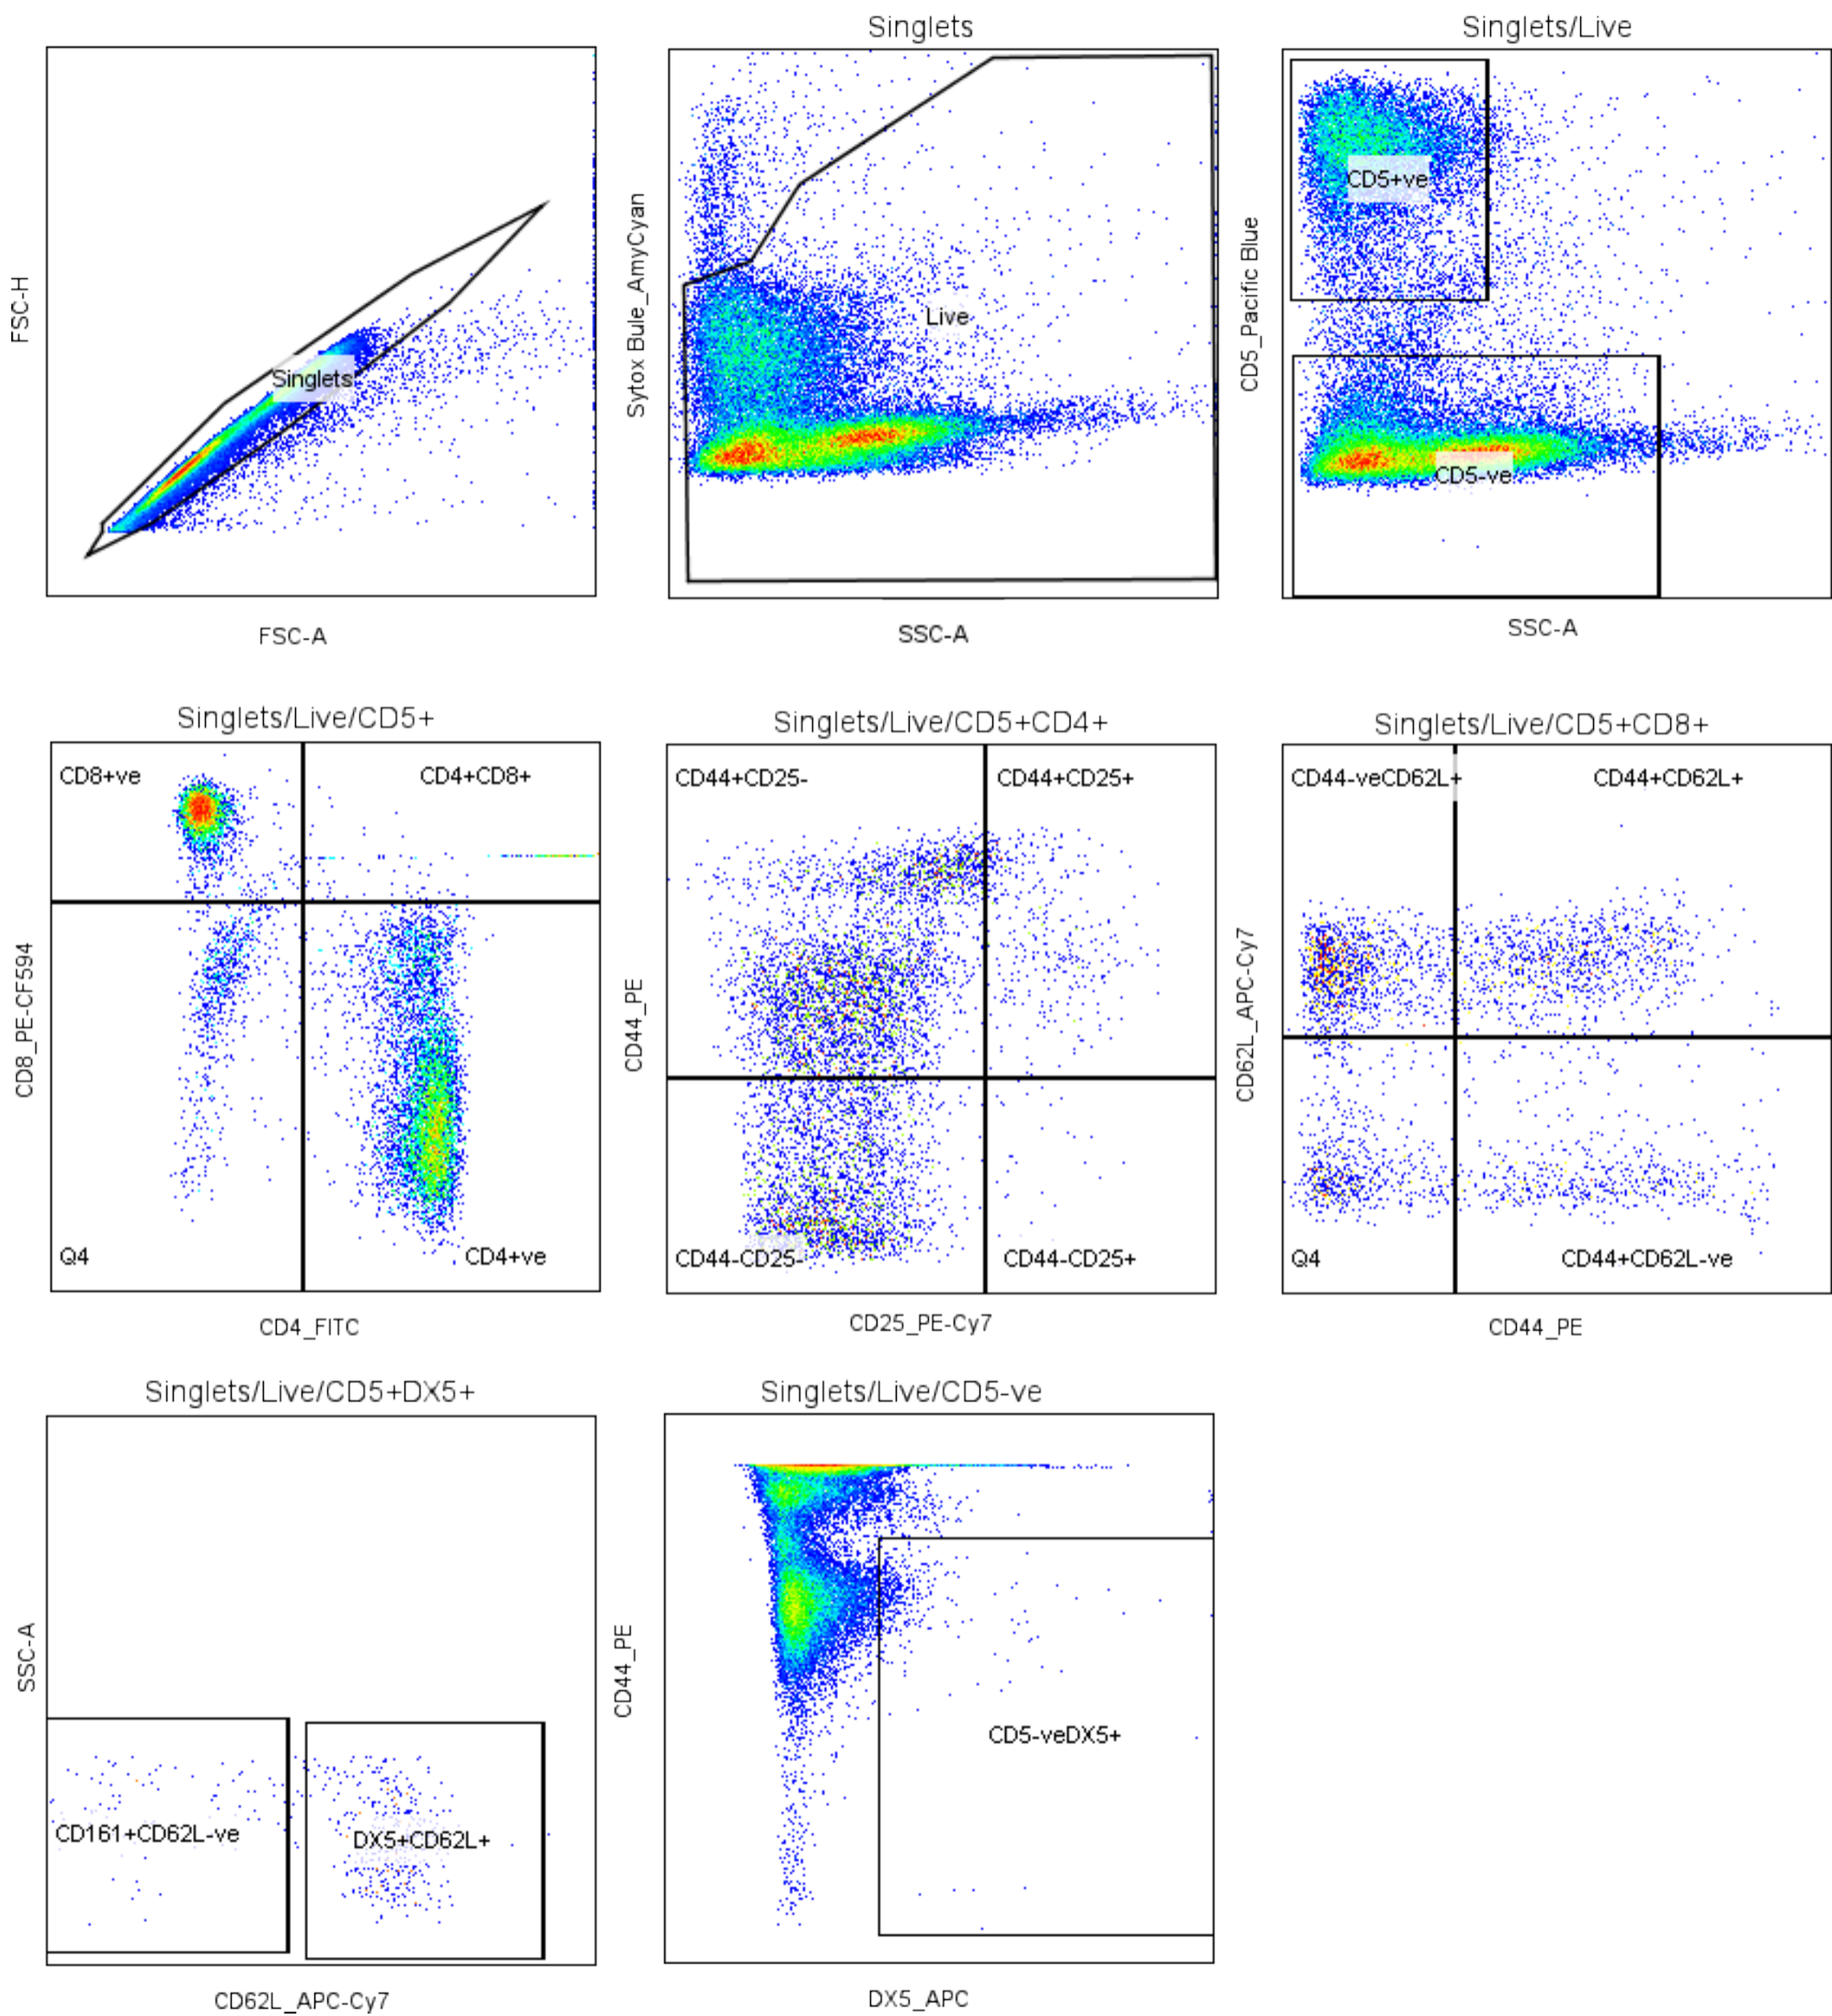 Singlets
Singlets/Live
FSC-H
Singlets
FSC-A
Sytox Bule_AmyCyan
Live
SSC-A
CD5_Pacific Blue
CD5+ve
CD5-ve
SSC-A
Singlets/Live/CD5+
Singlets/Live/CD5+CD4+
Singlets/Live/CD5+CD8+
CD8_PE-CF594
CD8+ve
CD4+CD8+
Q4
CD4+ve
CD4_FITC
CD44_PE
CD44+CD25-
CD44+CD25+
CD44-CD25-
CD44-CD25+
CD25_PE-Cy7
CD62L_APC-Cy7
CD44-veCD62L+
CD44+CD62L+
Q4
CD44+CD62L-ve
CD44_PE
Singlets/Live/CD5+DX5+
Singlets/Live/CD5-ve
SSC-A
CD161+CD62L-ve
DX5+CD62L+
CD62L_APC-Cy7
CD44_PE
CD5-veDX5+
DX5_APC